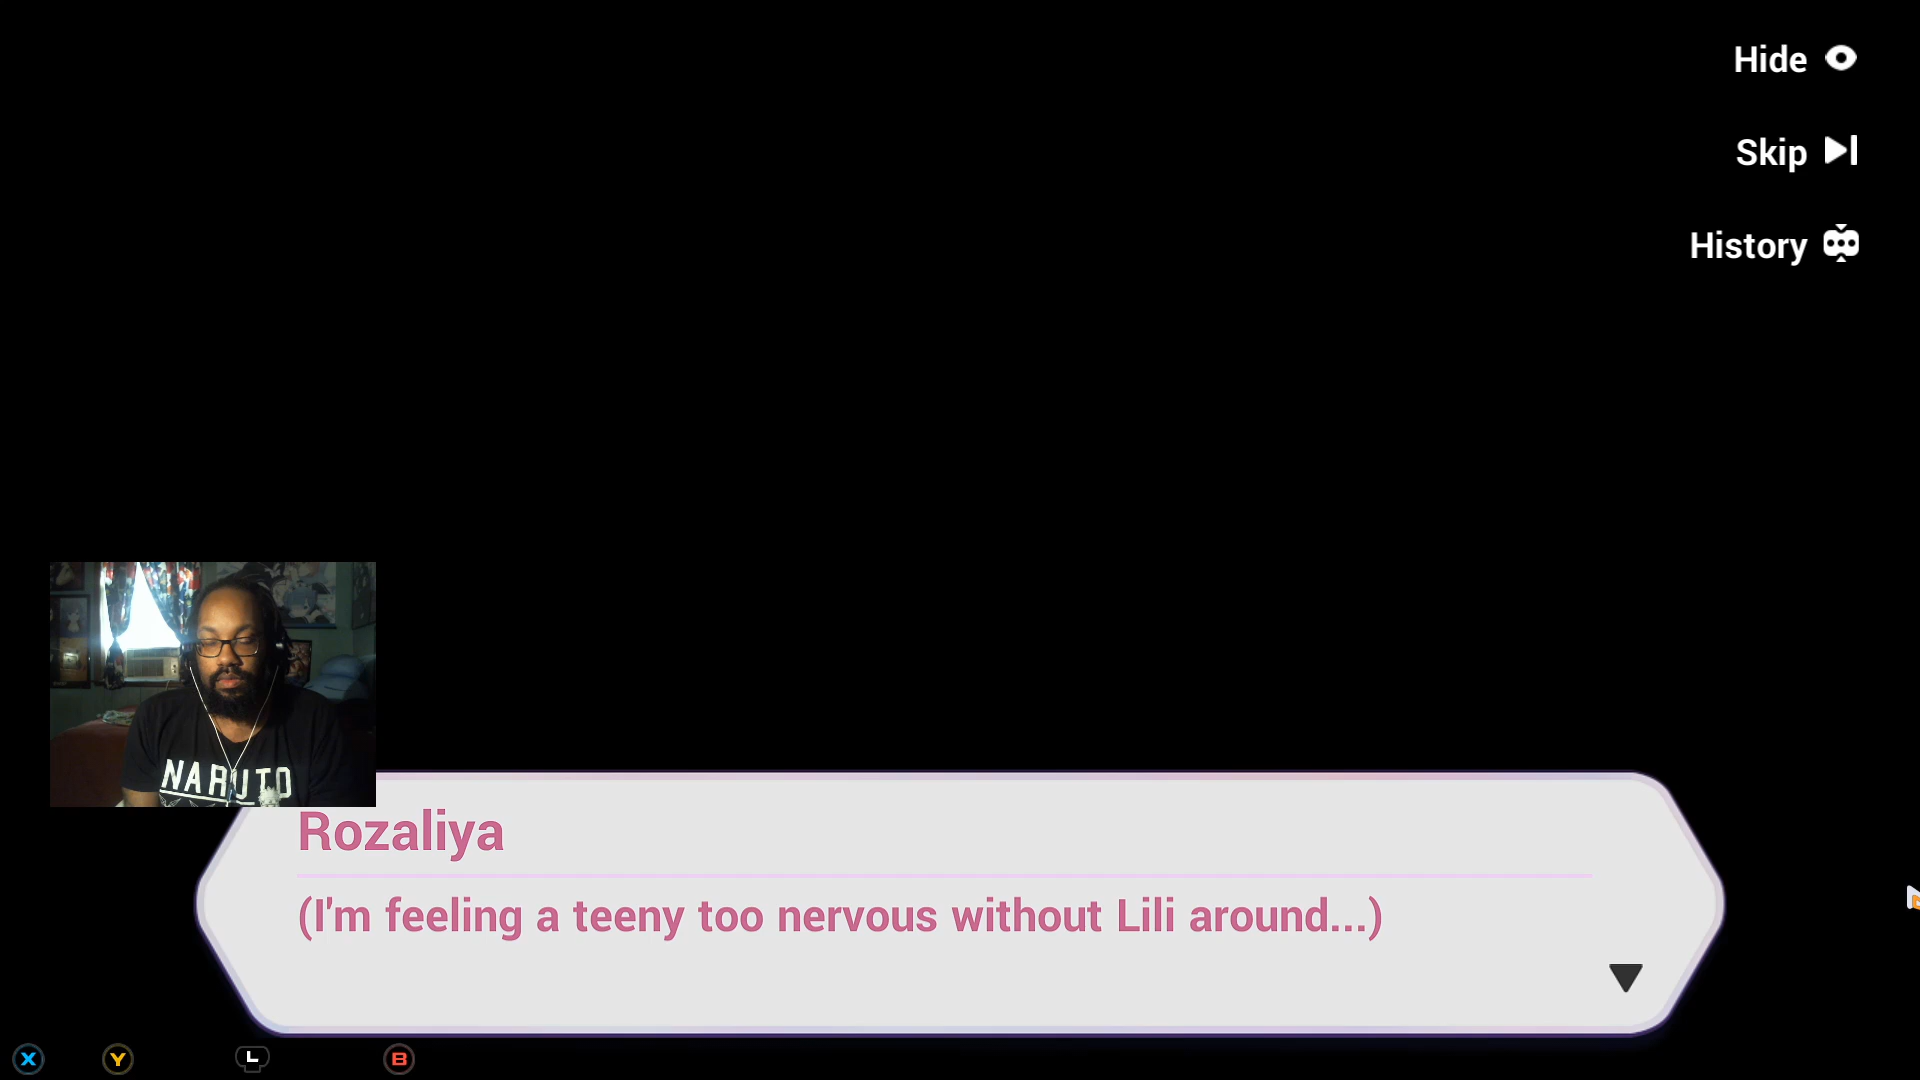 Hide
Skip
History
NARUTO
Rozaliya
(I'm feeling a teeny too nervous without Lili around...)
X
Y
L
B